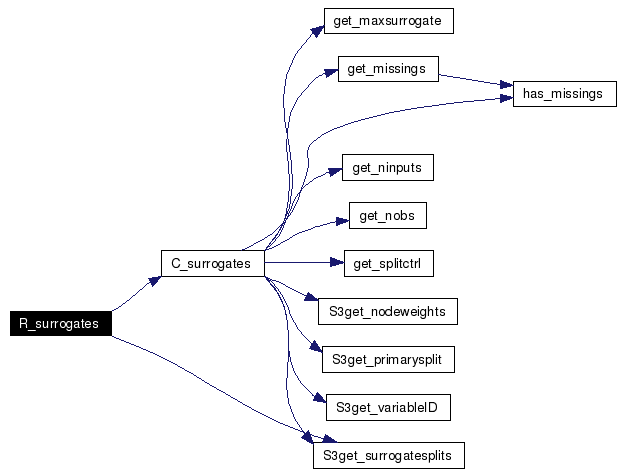 get_maxsurrogate
get_missings
has_missings
get_ninputs
get_nobs
C_surrogates
get_splitctrl
S3get_nodeweights
R_surrogates
S3get_primarysplit
S3get_variableID
S3get_surrogatesplits